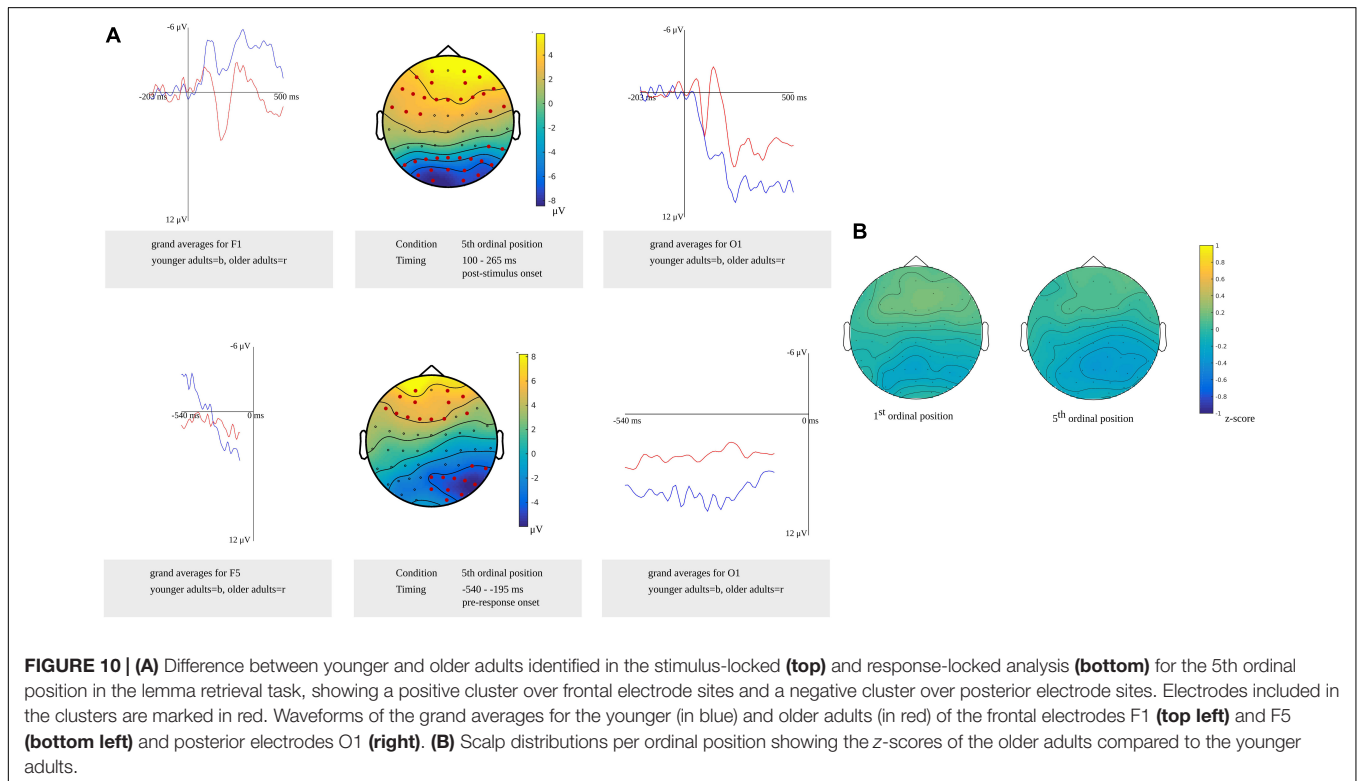 A
-6 μV
-203 ms
500 ms
12 μV
4
2
0
-2
-4
-6
-8
μV
-6 μV
-203 ms
500 ms
12 μV
grand averages for F1
younger adults=b, older adults=r
Condition 5th ordinal position
Timing 100 - 265 ms
post-stimulus onset
grand averages for O1
younger adults=b, older adults=r
B
1st ordinal position
5th ordinal position
1
0.8
0.6
0.4
0.2
0
-0.2
-0.4
-0.6
-0.8
-1
z-score
-6 μV
-540 ms
0 ms
12 μV
8
6
4
2
0
-2
-4
μV
-6 μV
-540 ms
0 ms
12 μV
grand averages for F5
younger adults=b, older adults=r
Condition 5th ordinal position
Timing -540 - -195 ms
pre-response onset
grand averages for O1
younger adults=b, older adults=r
FIGURE 10 | (A) Difference between younger and older adults identified in the stimulus-locked (top) and response-locked analysis (bottom) for the 5th ordinal
position in the lemma retrieval task, showing a positive cluster over frontal electrode sites and a negative cluster over posterior electrode sites. Electrodes included in
the clusters are marked in red. Waveforms of the grand averages for the younger (in blue) and older adults (in red) of the frontal electrodes F1 (top left) and F5
(bottom left) and posterior electrodes O1 (right). (B) Scalp distributions per ordinal position showing the z-scores of the older adults compared to the younger
adults.